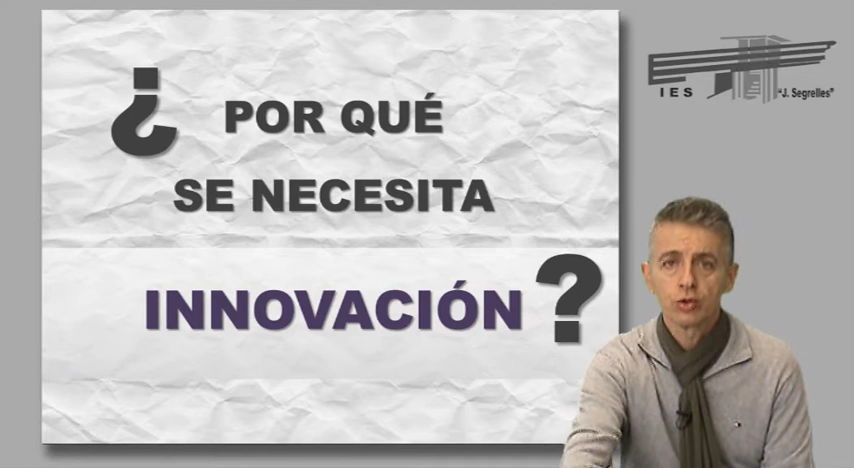 ¿ POR QUÉ
SE NECESITA
INNOVACIÓN?
IES "J. Segrelles"